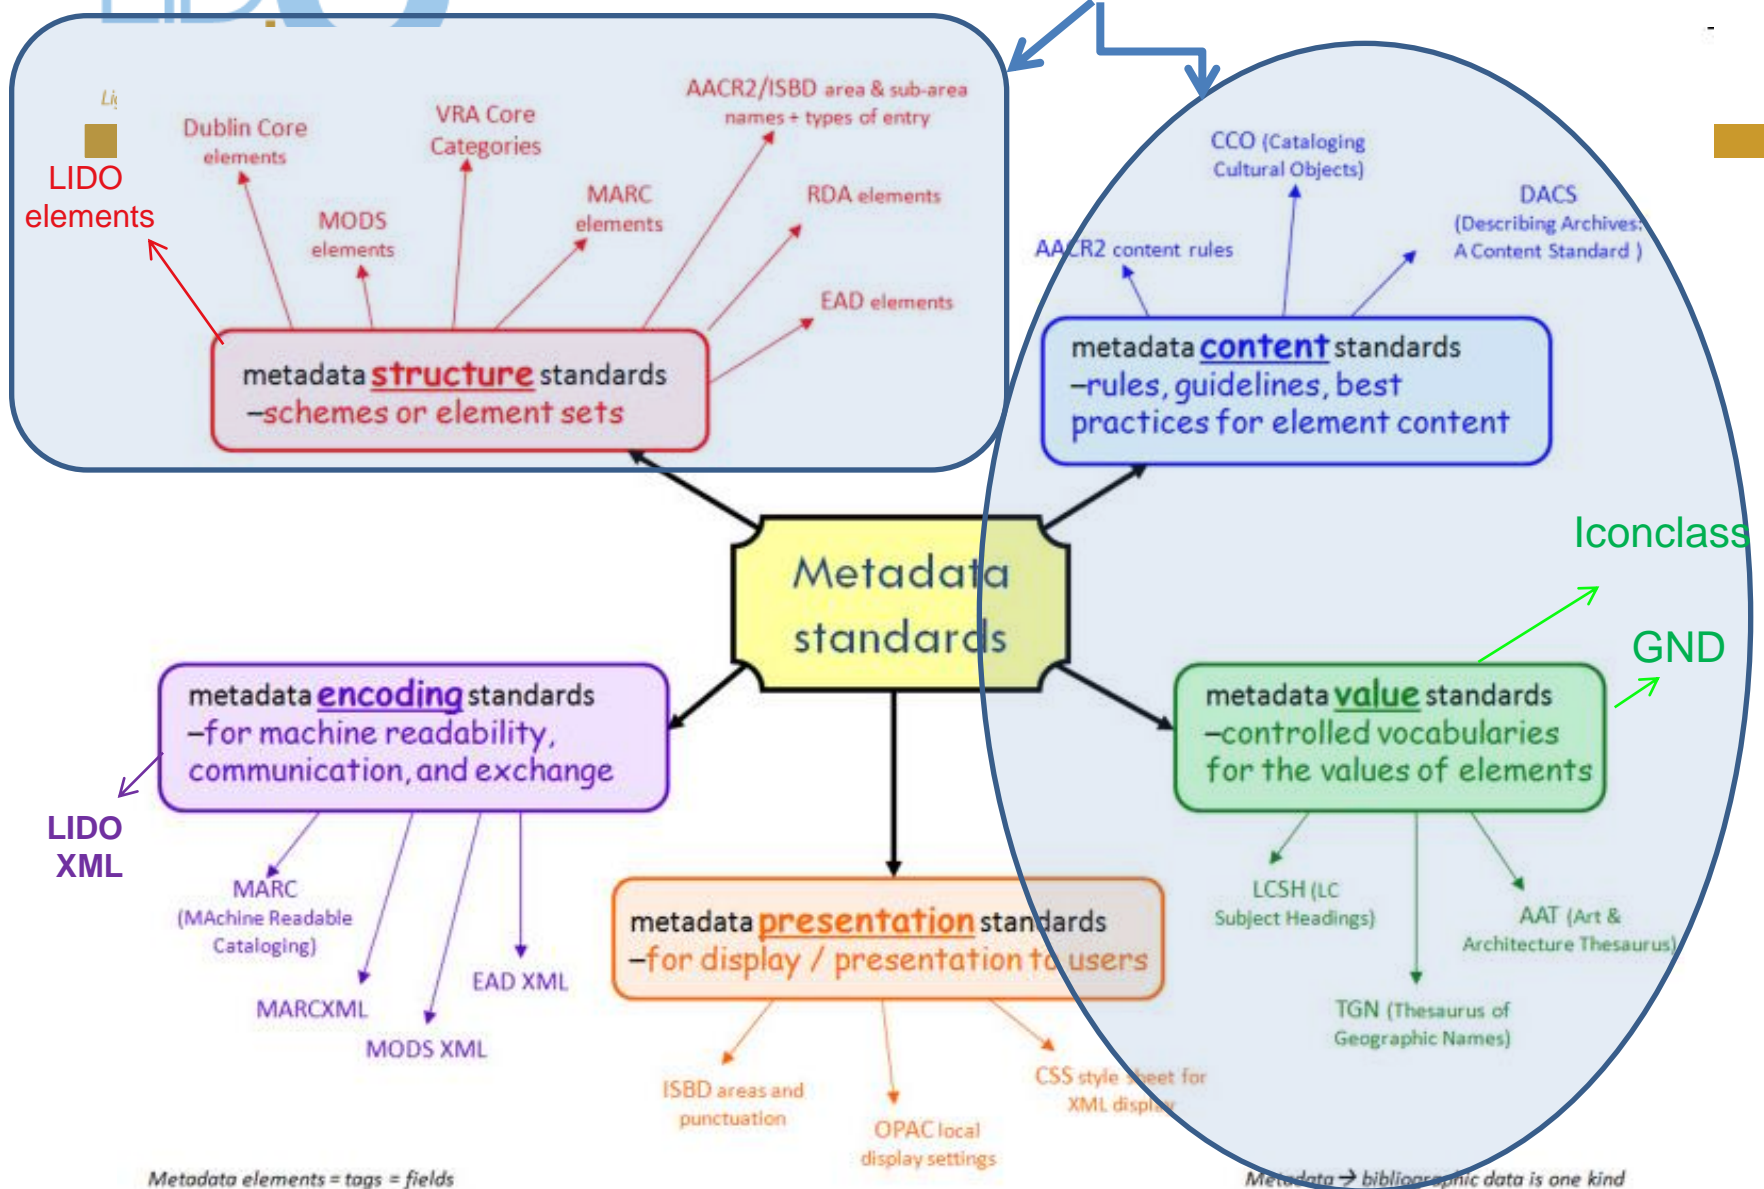 LIDO
AACR2/ISBD area & sub-area
names + types of entry
VRA Core
Categories
Dublin Core
elements
LIDO
elements
MODS
elements
MARC
elements
RDA elements
EAD elements
metadata structure standards
–schemes or element sets
CCO (Cataloging
Cultural Objects)
DACS
(Describing Archives:
A Content Standard )
AACR2 content rules
metadata content standards
–rules, guidelines, best
practices for element content
Metadata
standards
Iconclass
GND
metadata encoding standards
–for machine readability,
communication, and exchange
LIDO
XML
MARC
(MAchine Readable
Cataloging)
MARCXML
MODS XML
EAD XML
metadata value standards
–controlled vocabularies
for the values of elements
LCSH (LC
Subject Headings)
AAT (Art &
Architecture Thesaurus)
TGN (Thesaurus of
Geographic Names)
metadata presentation standards
–for display / presentation to users
ISBD areas and
punctuation
OPAC local
display settings
CSS style sheet for
XML display
Metadata elements = tags = fields
Metadata → bibliographic data is one kind